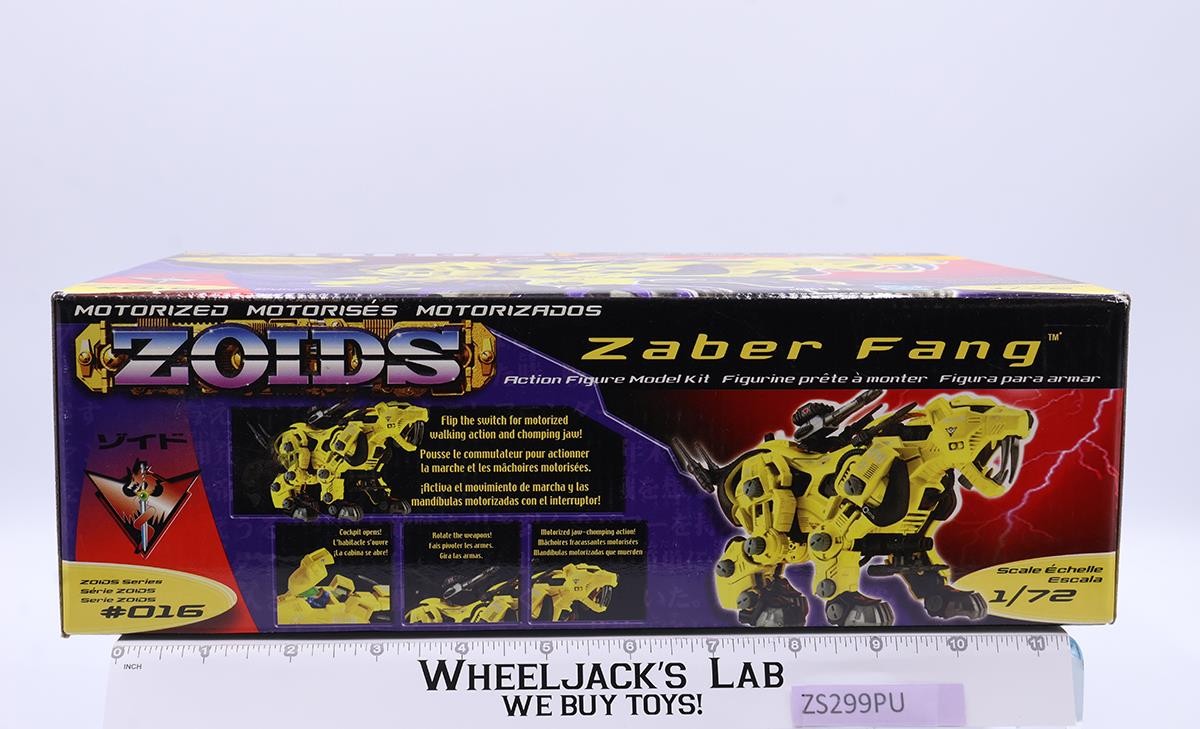 MOTORIZED MOTORISÉS MOTORIZADOS
ZOIDS
Zaber Fang™*
Action Figure Model Kit Figurine prête à monter Figura para armar
ゾイド
Flip the switch for motorized
walking action and chomping jaw!
Pousse le commutateur pour actionner
la marche et les mâchoires motorisées.
¡Activa el movimiento de marcha y las
mandíbulas motorizadas con el interruptor!
Cockpit opens!
L'habitacle s'ouvre
¡La cabina se abre!
Rotate the weapons!
Fais pivoter les armes.
Gira las armas.
Motorized jaw-chomping action!
Mâchoires fracassantes motorisées
Mandíbulas motorizadas que muerden
ZOIDS Series
Série ZOIDS
Serie ZOIDS
#016
Scale Échelle
Escala
1/72
0 1 2 3 4 5 6 7 8 9 10 11
INCH
WHEELJACK'S LAB
WE BUY TOYS!
ZS299PU